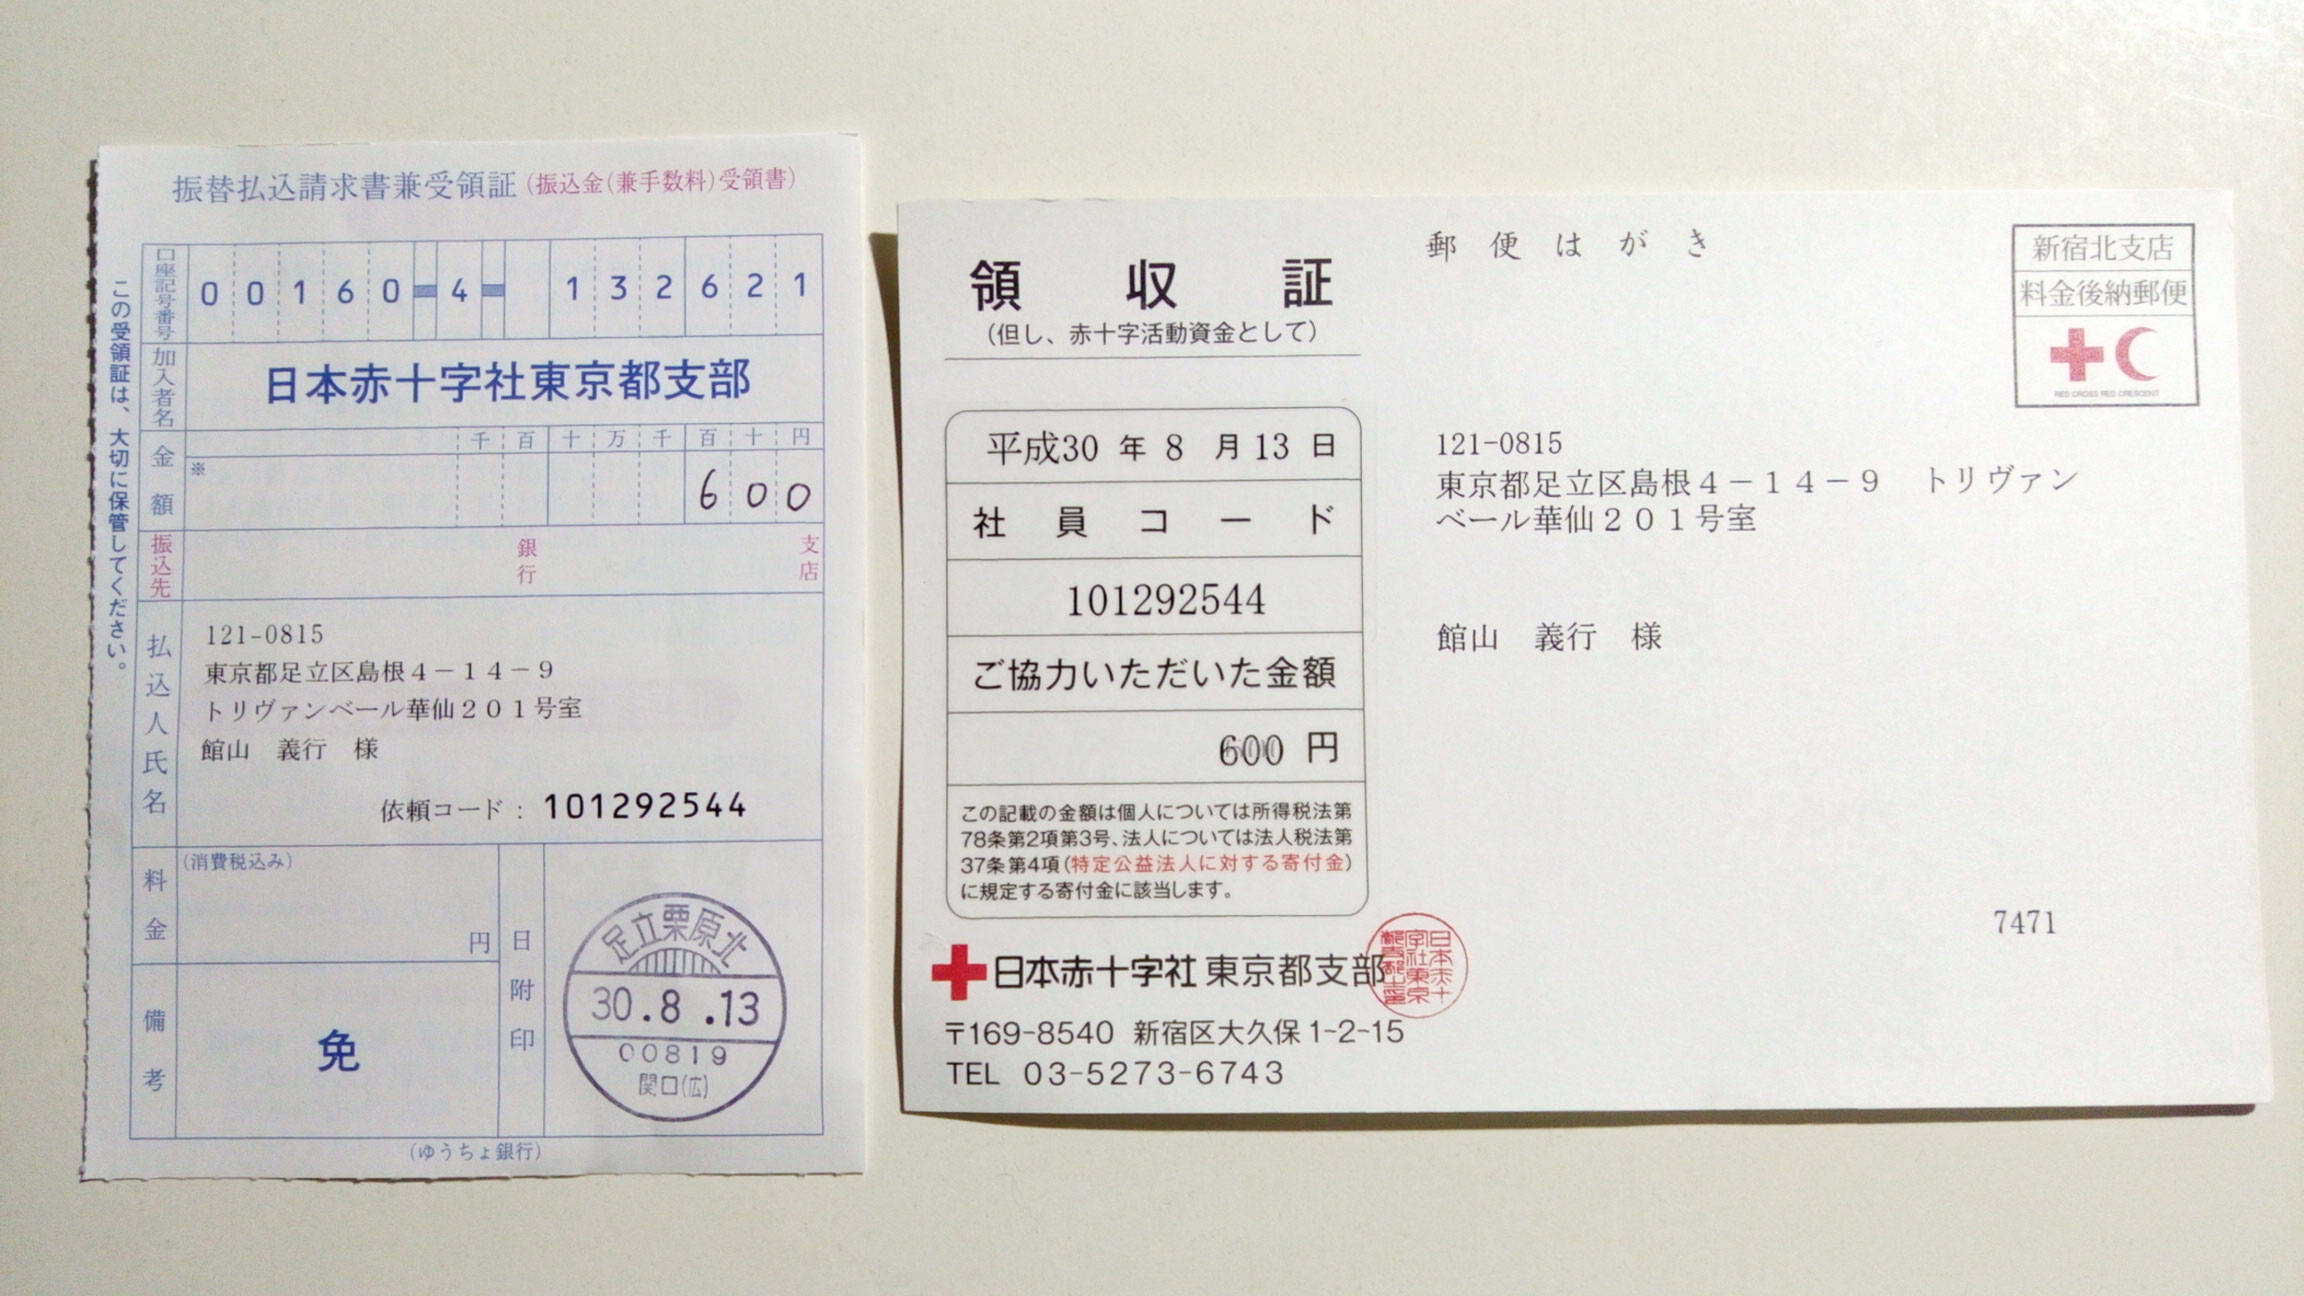 振替払込請求書兼受領証(振込金(兼手数料)受領書)
この受領証は、大切に保管してください。
口座記号番号
00160-4-132621
加入者名
日本赤十字社東京都支部
金額
千百十万千百十円
※
600
振込先
銀行
支店
払込人氏名
121-0815
東京都足立区島根4-14-9
トリヴァンベール華仙201号室
館山 義行 様
依頼コード: 101292544
料金
(消費税込み)
円
備考
免
日附印
足立栗原北
30.8.13
00819
関口(広)
(ゆうちょ銀行)
領収証
(但し、赤十字活動資金として)
平成30年8月13日
社員コード
101292544
ご協力いただいた金額
600円
この記載の金額は個人については所得税法第
78条第2項第3号、法人については法人税法第
37条第4項(特定公益法人に対する寄付金)
に規定する寄付金に該当します。
日本赤十字社 東京都支部
〒169-8540 新宿区大久保1-2-15
TEL 03-5273-6743
郵便はがき
新宿北支店
料金後納郵便
RED CROSS RED CRESCENT
121-0815
東京都足立区島根4-14-9 トリヴァン
ベール華仙201号室
館山 義行 様
7471